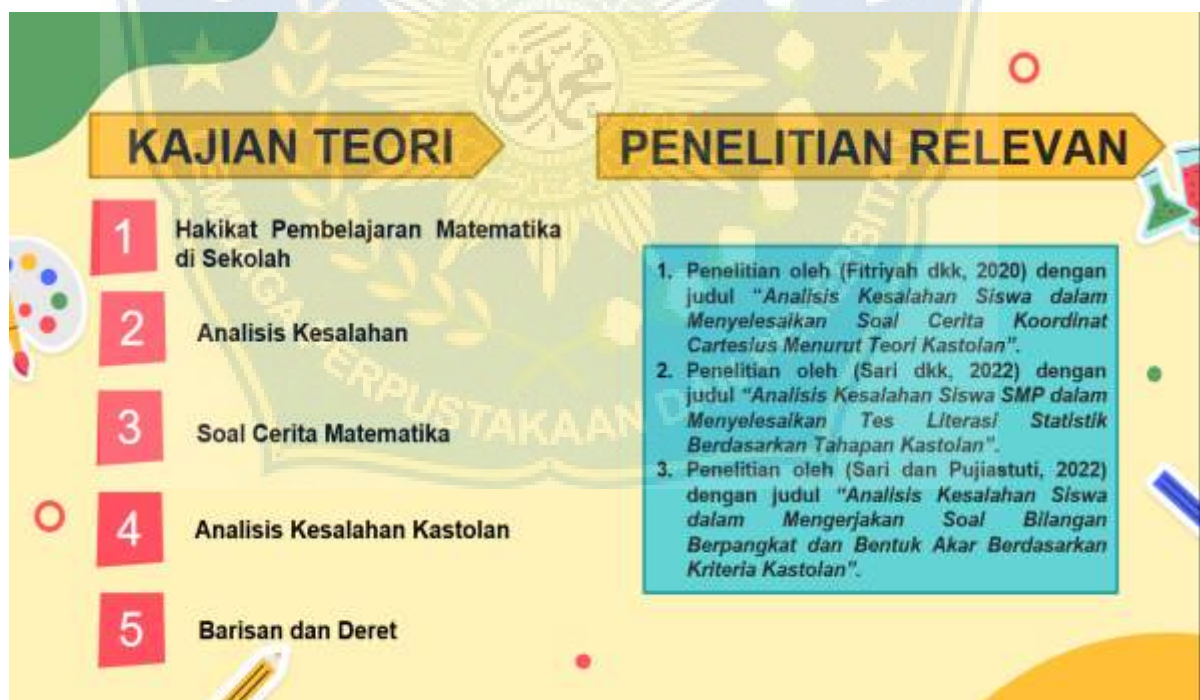 KAJIAN TEORI
1
Hakikat Pembelajaran Matematika
di Sekolah
2
Analisis Kesalahan
3
Soal Cerita Matematika
4
Analisis Kesalahan Kastolan
5
Barisan dan Deret
PENELITIAN RELEVAN
1. Penelitian oleh (Fitriyah dkk, 2020) dengan
judul “Analisis Kesalahan Siswa dalam
Menyelesaikan Soal Cerita Koordinat
Cartesius Menurut Teori Kastolan”.
2. Penelitian oleh (Sari dkk, 2022) dengan
judul “Analisis Kesalahan Siswa SMP dalam
Menyelesaikan Tes Literasi Statistik
Berdasarkan Tahapan Kastolan”.
3. Penelitian oleh (Sari dan Pujiastuti, 2022)
dengan judul “Analisis Kesalahan Siswa
dalam Mengerjakan Soal Bilangan
Berpangkat dan Bentuk Akar Berdasarkan
Kriteria Kastolan”.